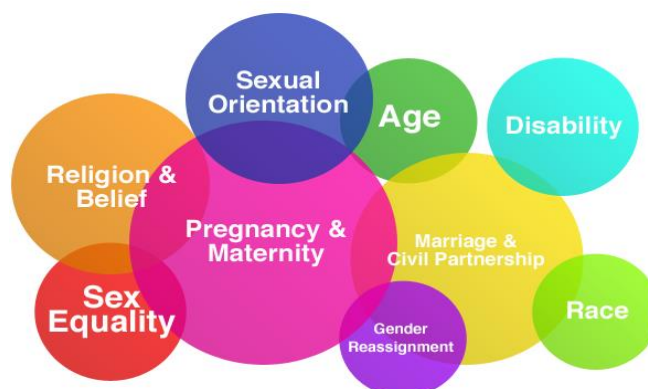 Sexual
Orientation
Age
Disability
Religion &
Belief
Pregnancy &
Maternity
Marriage &
Civil Partnership
Sex
Equality
Race
Gender
Reassignment